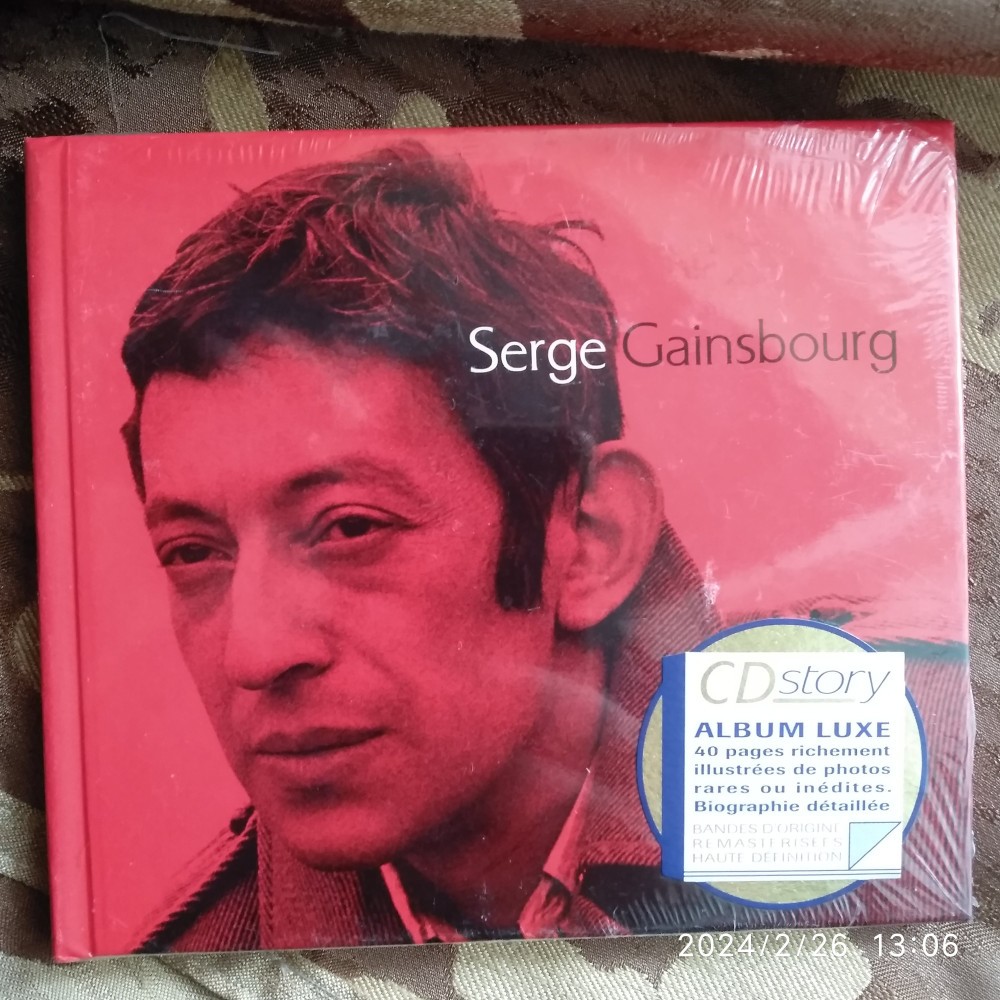 Serge Gainsbourg
CDstory
ALBUM LUXE
40 pages richement
illustrées de photos
rares ou inédites.
Biographie détaillée
BANDES D'ORIGINE
REMASTERISÉES
HAUTE DÉFINITION
2024/2/26 13:06